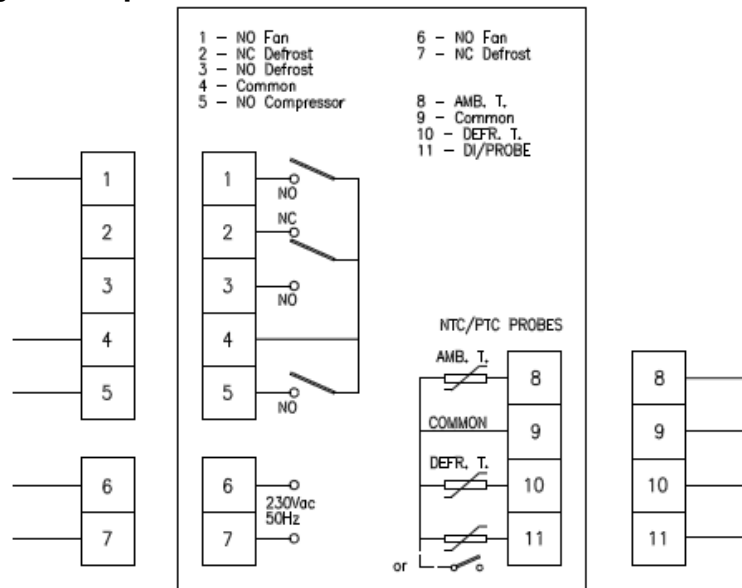 1 – NO Fan
2 – NC Defrost
3 – NO Defrost
4 – Common
5 – NO Compressor
6 – NO Fan
7 – NC Defrost
8 – AMB. T.
9 – Common
10 – DEFR. T.
11 – DI/PROBE
1
2
3
4
5
6
7
1
NO
2
NC
3
NO
4
5
NO
6
7
230Vac
50Hz
NTC/PTC PROBES
AMB. T.
8
COMMON
9
DEFR. T.
10
11
or
8
9
10
11